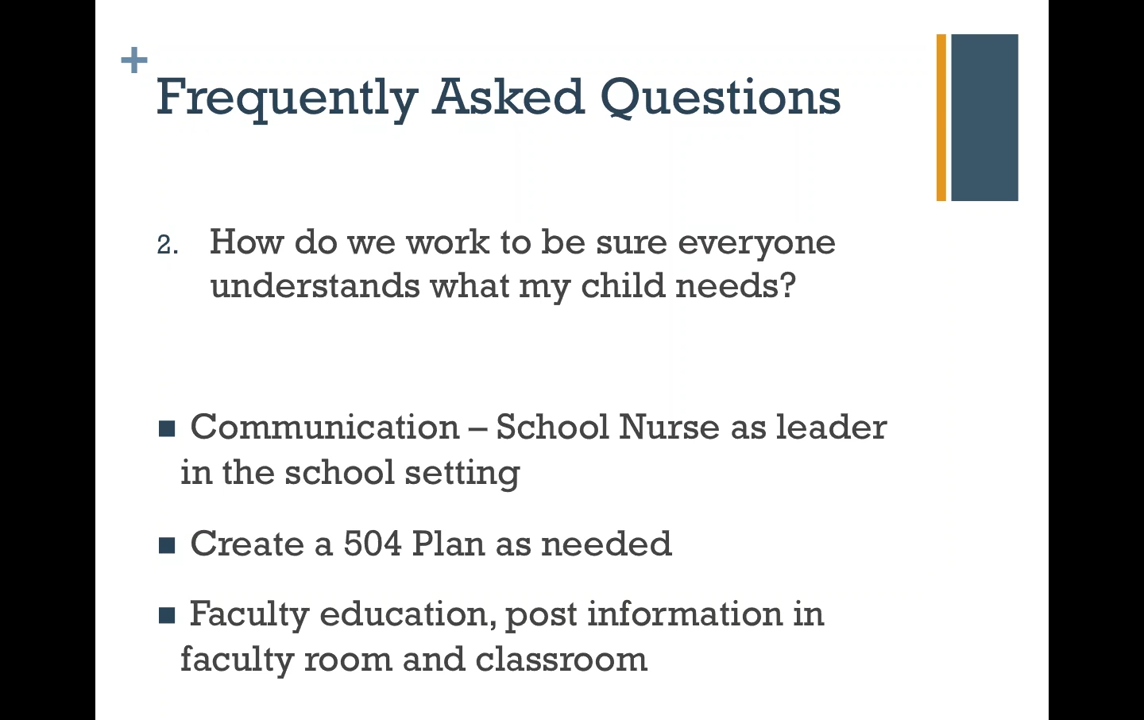 +
Frequently Asked Questions
2. How do we work to be sure everyone
understands what my child needs?
■ Communication – School Nurse as leader
in the school setting
■ Create a 504 Plan as needed
■ Faculty education, post information in
faculty room and classroom